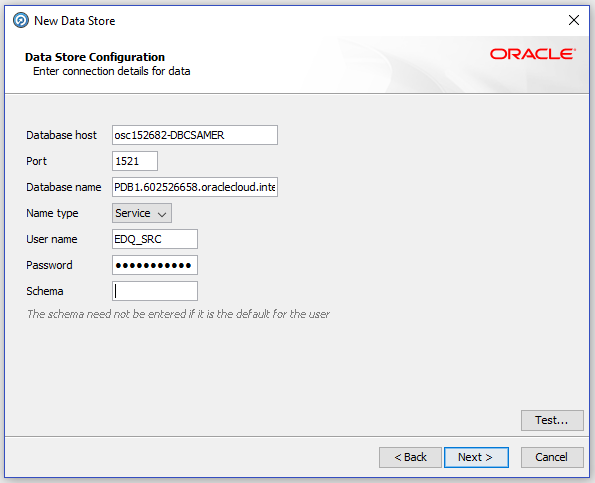 New Data Store
Data Store Configuration
Enter connection details for data
ORACLE
Database host osc152682-DBCSAMER
Port 1521
Database name PDB1.602526658.oraclecloud.inte
Name type Service
User name EDQ_SRC
Password ●●●●●●●●●●●
Schema
The schema need not be entered if it is the default for the user
Test...
< Back Next > Cancel